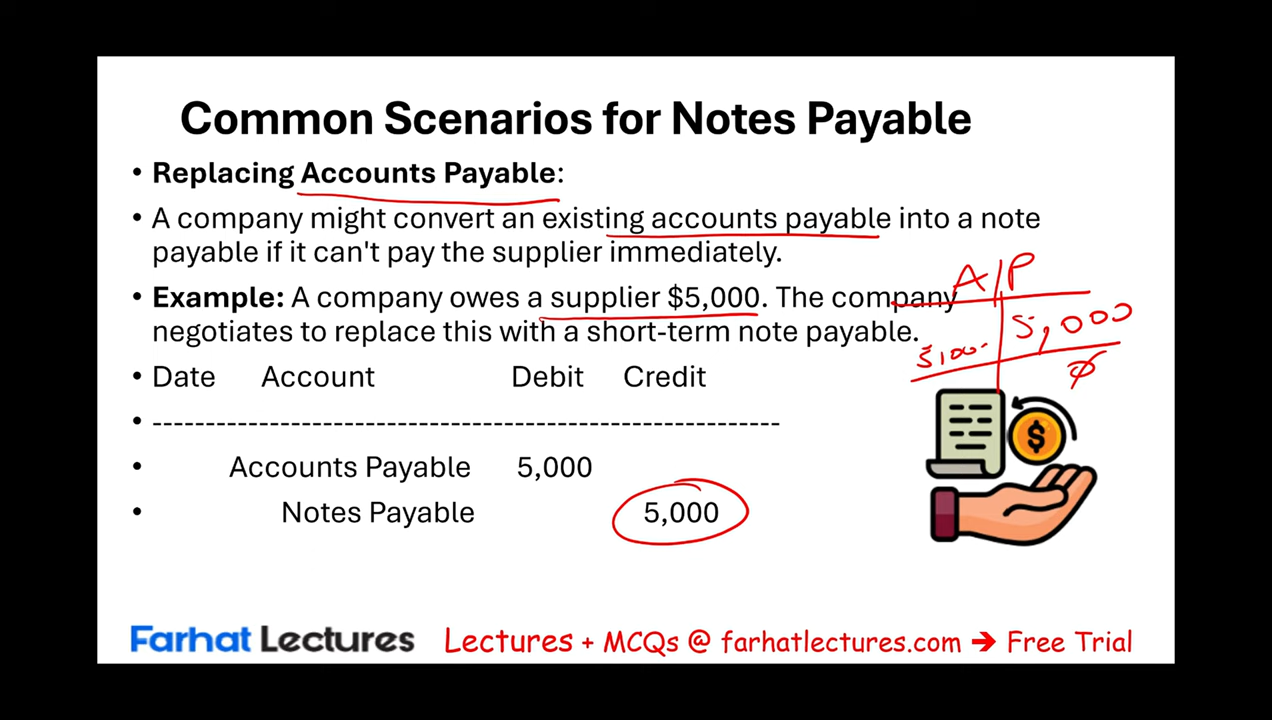 Common Scenarios for Notes Payable
• Replacing Accounts Payable:
• A company might convert an existing accounts payable into a note
payable if it can't pay the supplier immediately.
• Example: A company owes a supplier $5,000. The company
negotiates to replace this with a short-term note payable.
A/P
5,000
5,000-
ø
• Date Account Debit Credit
• -----------------------------------------------------------
• Accounts Payable 5,000
• Notes Payable 5,000
$
Farhat Lectures Lectures + MCQs @ farhatlectures.com ➔ Free Trial